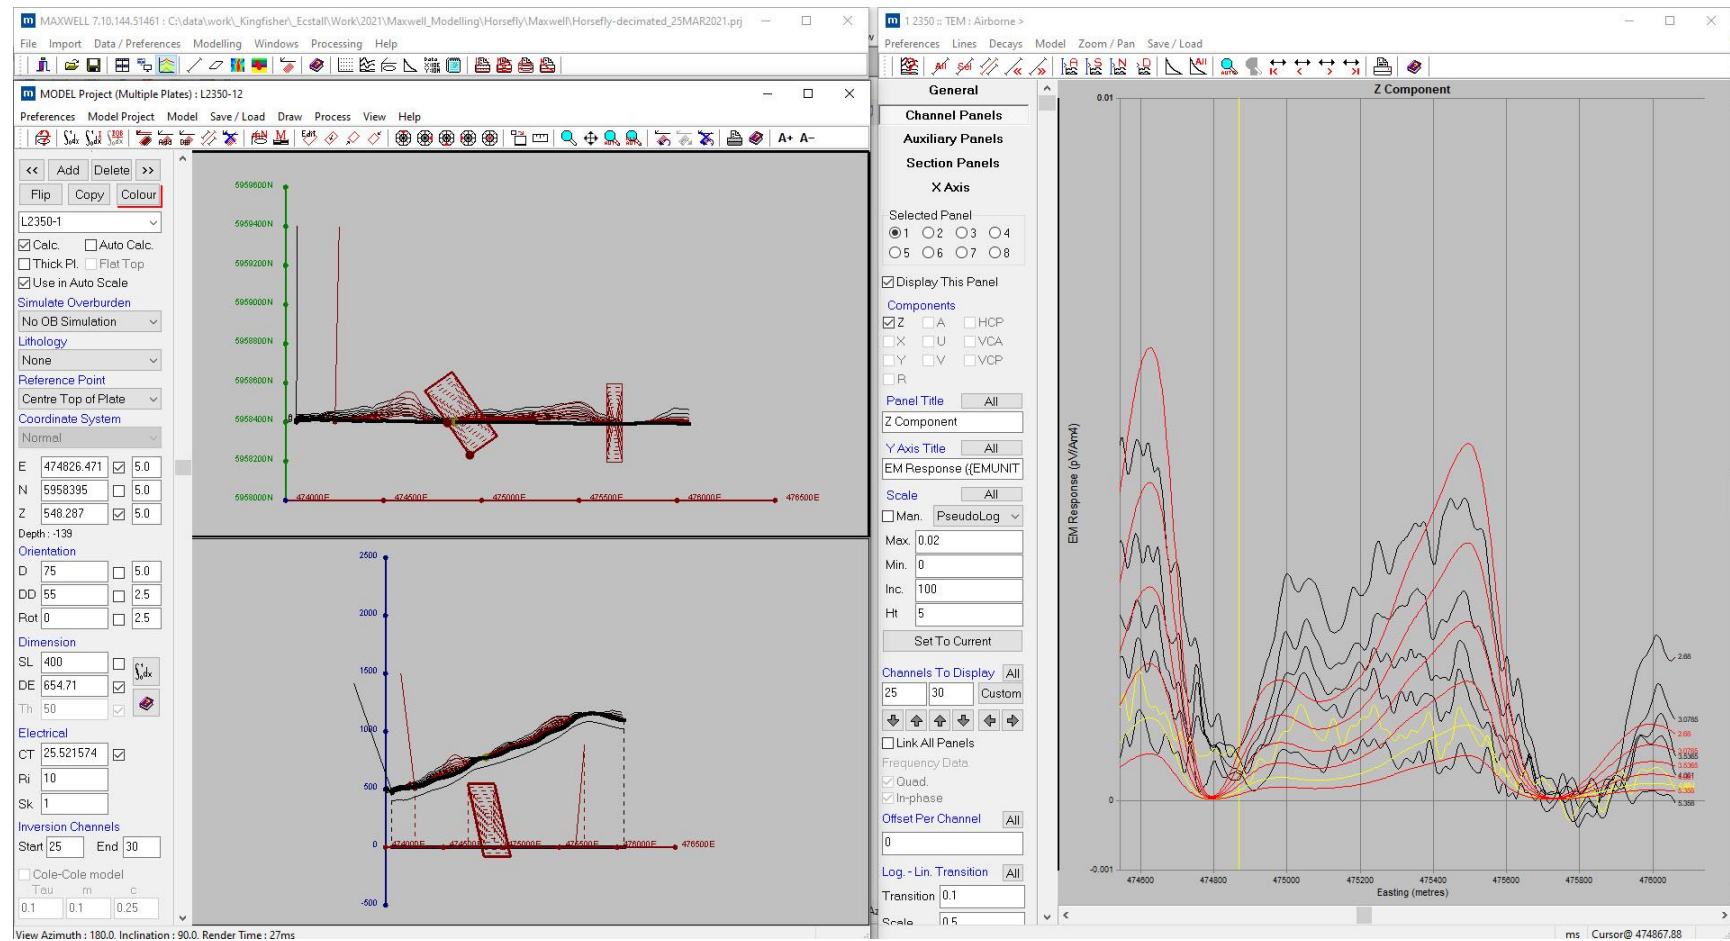 MAXWELL 7.10.144.51461 : C:\data\work\_Kingfisher\_Ecstall\Work\2021\Maxwell_Modelling\Horsefly\Maxwell\Horsefly-decimated_25MAR2021.prj
File Import Data / Preferences Modelling Windows Processing Help
MODEL Project (Multiple Plates) : L2350-12
Preferences Model Project Model Save / Load Draw Process View Help
A+ A-
<< Add Delete >>
Flip Copy Colour
L2350-1
Calc. Auto Calc.
Thick Pl. Flat Top
Use in Auto Scale
Simulate Overburden
No OB Simulation
Lithology
None
Reference Point
Centre Top of Plate
Coordinate System
Normal
E 474826.471 5.0
N 5958395 5.0
Z 548.287 5.0
Depth : -139
Orientation
D 75 5.0
DD 55 2.5
Rot 0 2.5
Dimension
SL 400
DE 654.71
Th 50
Electrical
CT 25.521574
Ri 10
Sk 1
Inversion Channels
Start 25 End 30
Cole-Cole model
Tau m c
0.1 0.1 0.25
View Azimuth : 180.0, Inclination : 90.0, Render Time : 27ms
5959600N
5959400N
5959200N
5959000N
5958800N
5958600N
5958400N
5958200N
5958000N
474000E 474500E 475000E 475500E 476000E 476500E
2500
2000
1500
1000
500
0
-500
474000E 474500E 475000E 475500E 476000E 476500E
1 2350 :: TEM : Airborne >
Preferences Lines Decays Model Zoom / Pan Save / Load
General
Channel Panels
Auxiliary Panels
Section Panels
X Axis
Selected Panel
1 2 3 4
5 6 7 8
Display This Panel
Components
Z A HCP
X U VCA
Y V VCP
R
Panel Title All
Z Component
Y Axis Title All
EM Response ({EMUNIT
Scale All
Man. PseudoLog
Max. 0.02
Min. 0
Inc. 100
Ht 5
Set To Current
Channels To Display All
25 30 Custom
Link All Panels
Frequency Data
Quad.
In-phase
Offset Per Channel All
0
Log. - Lin. Transition All
Transition 0.1
Scale 0.5
Z Component
0.01
EM Response (pV/Am4)
0
-0.001
474600 474800 475000 475200 475400 475600 475800 476000
Easting (metres)
2.66
3.0785
2.66
5.358
ms Cursor@ 474867.88